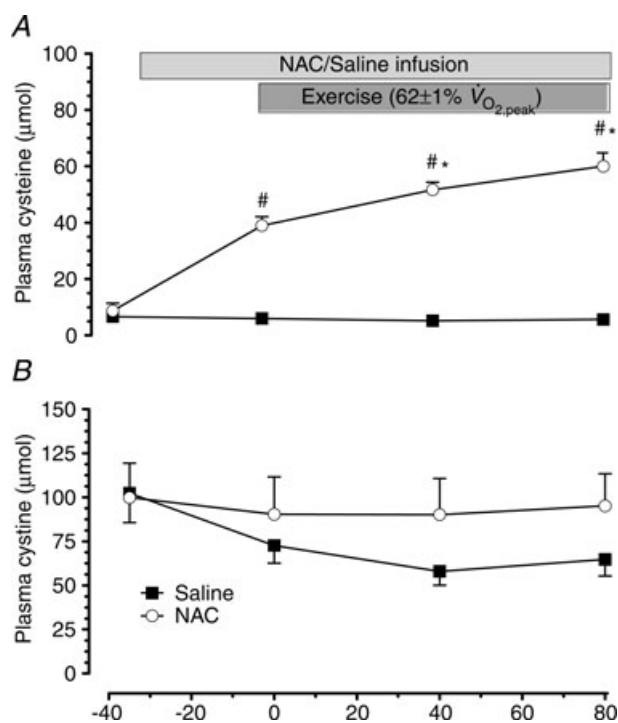 A
Plasma cysteine (μmol)
100
80
60
40
20
0
NAC/Saline infusion
Exercise (62±1% V̇O2,peak)
#
#*
#*
B
Plasma cystine (μmol)
150
125
100
75
50
25
0
Saline
NAC
-40 -20 0 20 40 60 80